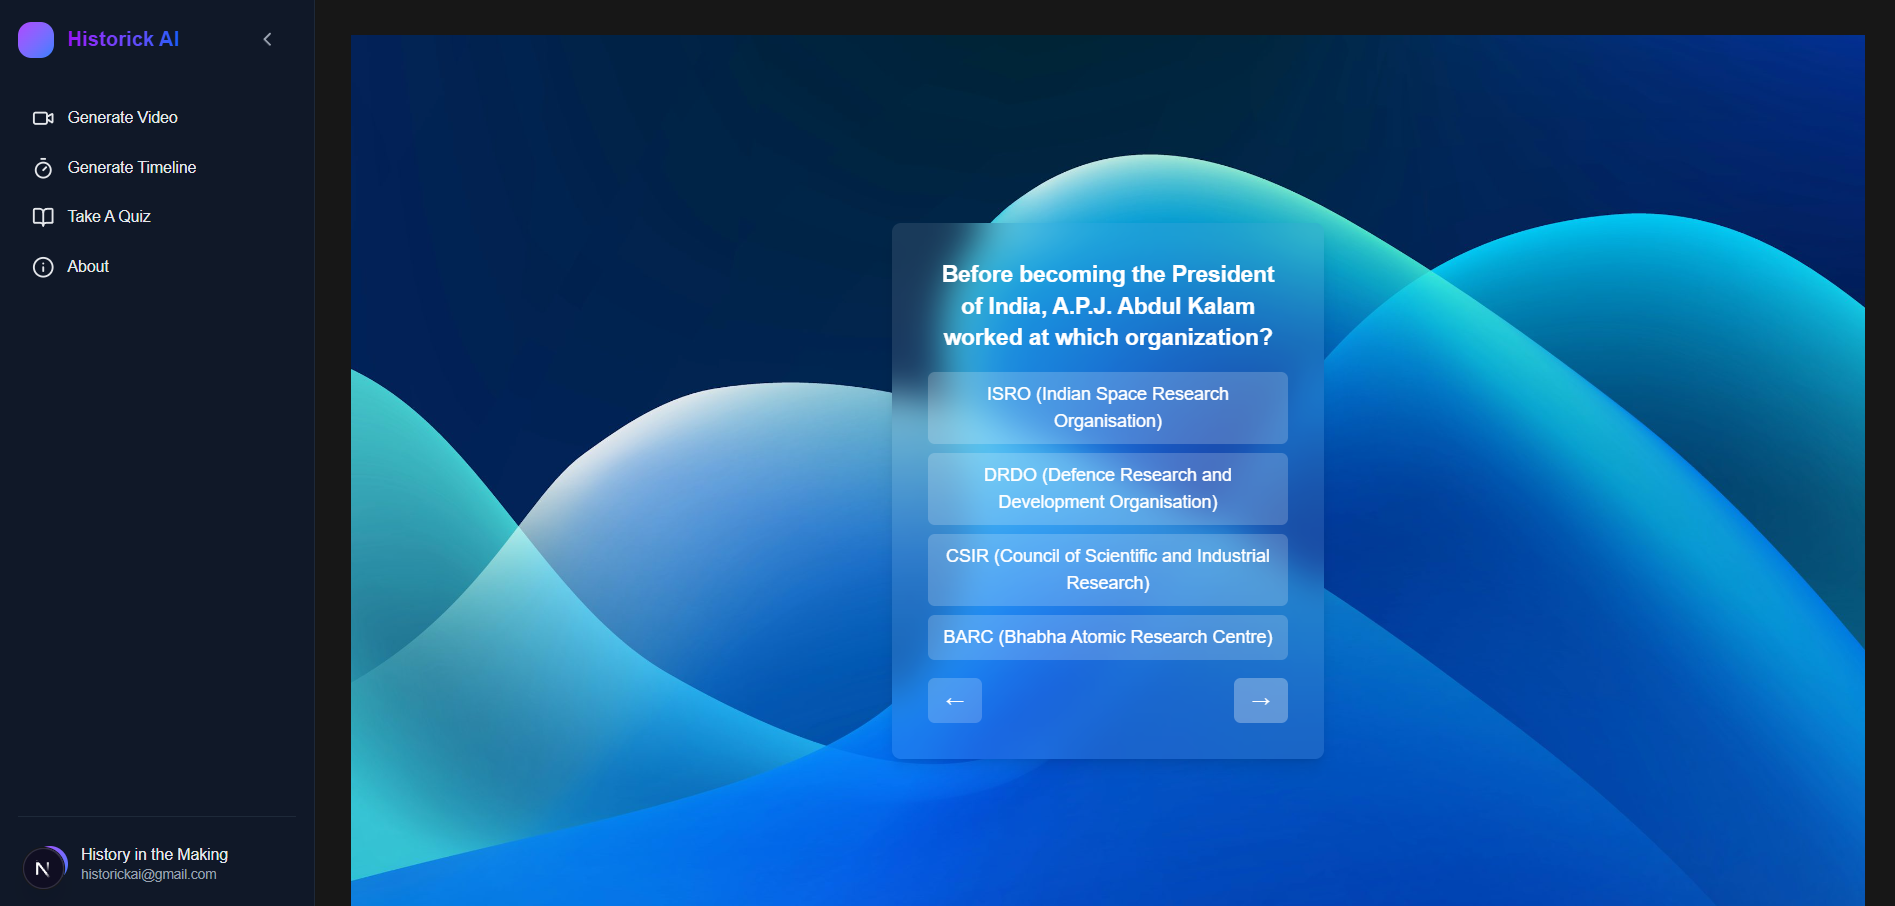 Historick AI
Generate Video
Generate Timeline
Take A Quiz
About
Before becoming the President
of India, A.P.J. Abdul Kalam
worked at which organization?
ISRO (Indian Space Research
Organisation)
DRDO (Defence Research and
Development Organisation)
CSIR (Council of Scientific and Industrial
Research)
BARC (Bhabha Atomic Research Centre)
← →
N
History in the Making
historickai@gmail.com